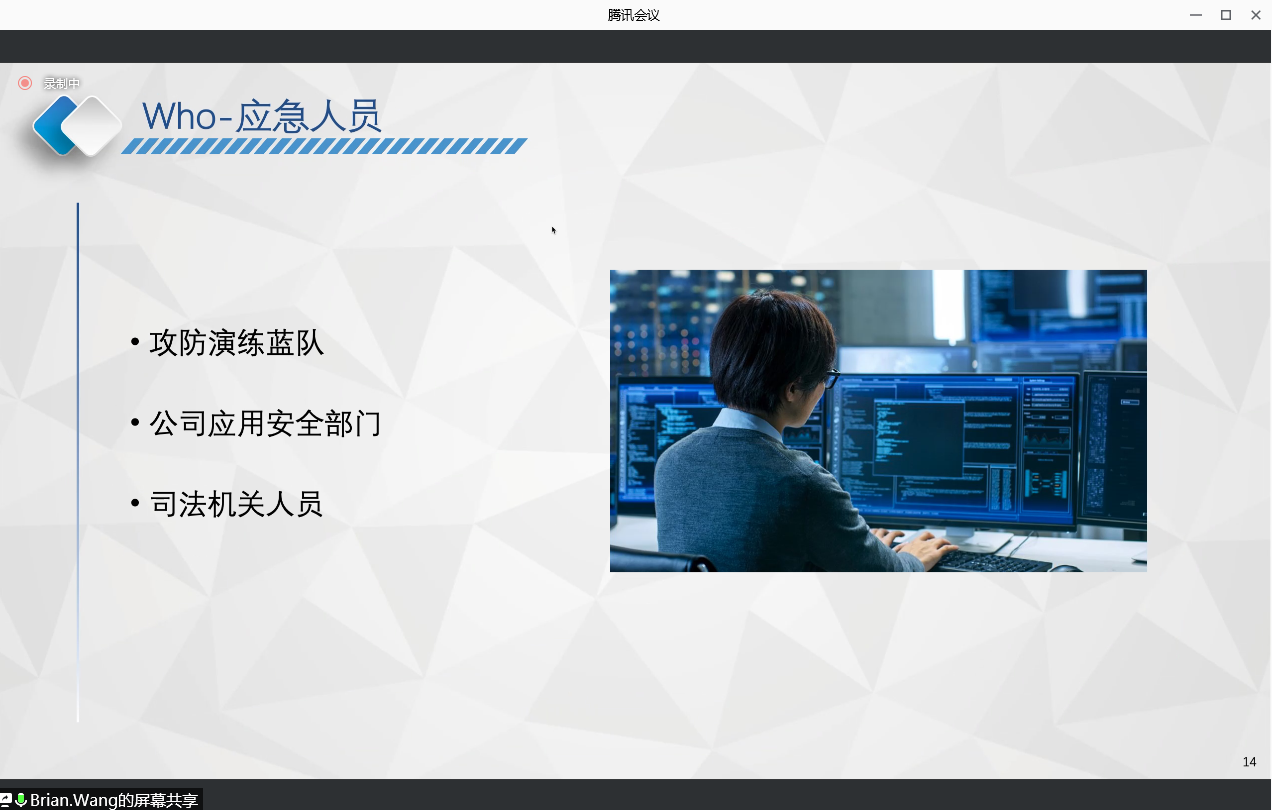 腾讯会议
录制中
Who-应急人员
• 攻防演练蓝队
• 公司应用安全部门
• 司法机关人员
14
Brian.Wang的屏幕共享